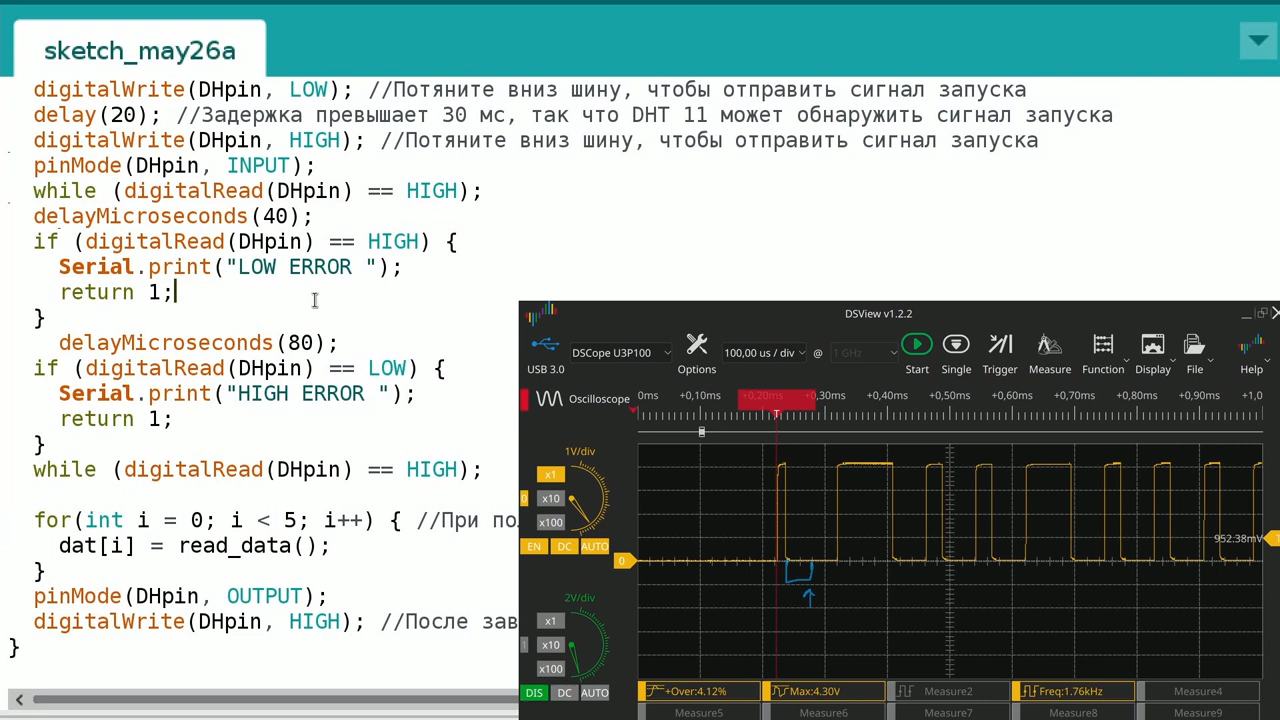 sketch_may26a
digitalWrite(DHpin, LOW); //Потяните вниз шину, чтобы отправить сигнал запуска
delay(20); //Задержка превышает 30 мс, так что DHT 11 может обнаружить сигнал запуска
digitalWrite(DHpin, HIGH); //Потяните вниз шину, чтобы отправить сигнал запуска
pinMode(DHpin, INPUT);
while (digitalRead(DHpin) == HIGH);
delayMicroseconds(40);
if (digitalRead(DHpin) == HIGH) {
Serial.print("LOW ERROR ");
return 1;
}
delayMicroseconds(80);
if (digitalRead(DHpin) == LOW) {
Serial.print("HIGH ERROR ");
return 1;
}
while (digitalRead(DHpin) == HIGH);
for(int i = 0; i < 5; i++) { //При пол
dat[i] = read_data();
}
pinMode(DHpin, OUTPUT);
digitalWrite(DHpin, HIGH); //После зав
}
DSView v1.2.2
USB 3.0
DSCope U3P100
Options
100,00 us / div
@
1 GHz
Start
Single
Trigger
Measure
Function
Display
File
Help
Oscilloscope
0ms +0,10ms +0,20ms +0,30ms +0,40ms +0,50ms +0,60ms +0,70ms +0,80ms +0,90ms +1,0
T
1V/div
x1
x10
x100
0
EN DC AUTO
0
952.38mV
2V/div
x1
1
x10
x100
DIS DC AUTO
+Over:4.12% Max:4.30V Measure2 Freq:1.76kHz Measure4
Measure5 Measure6 Measure7 Measure8 Measure9